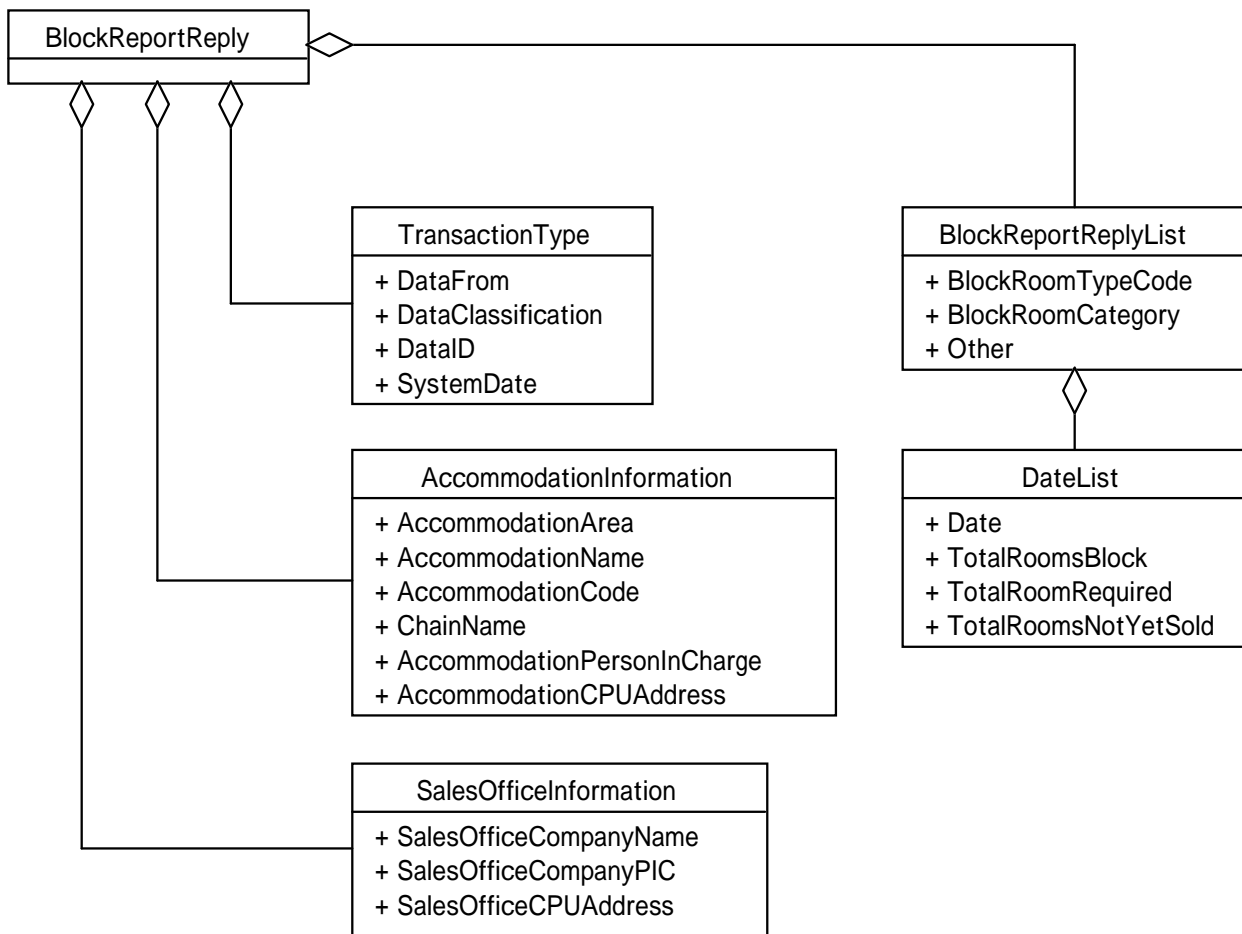 BlockReportReply
TransactionType
+ DataFrom
+ DataClassification
+ DataID
+ SystemDate
BlockReportReplyList
+ BlockRoomTypeCode
+ BlockRoomCategory
+ Other
AccommodationInformation
+ AccommodationArea
+ AccommodationName
+ AccommodationCode
+ ChainName
+ AccommodationPersonInCharge
+ AccommodationCPUAddress
DateList
+ Date
+ TotalRoomsBlock
+ TotalRoomRequired
+ TotalRoomsNotYetSold
SalesOfficeInformation
+ SalesOfficeCompanyName
+ SalesOfficeCompanyPIC
+ SalesOfficeCPUAddress